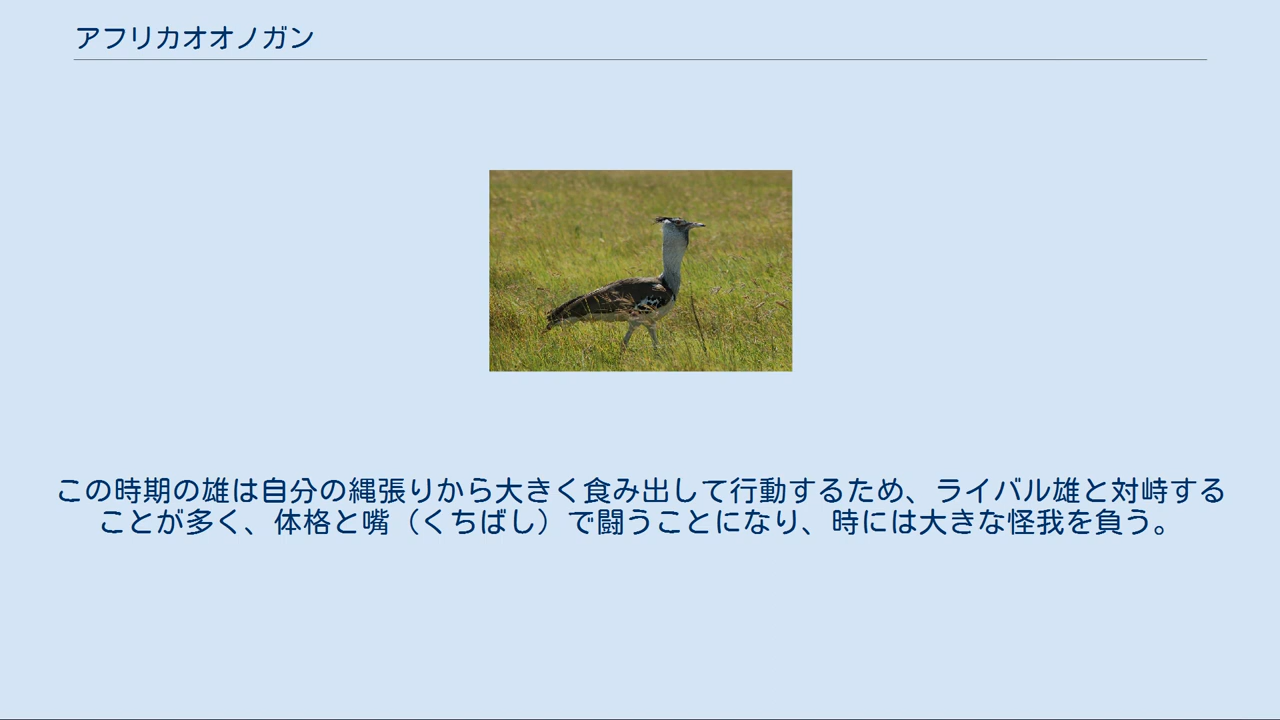 アフリカオオノガン
この時期の雄は自分の縄張りから大きく食み出して行動するため、ライバル雄と対峙する
ことが多く、体格と嘴（くちばし）で闘うことになり、時には大きな怪我を負う。